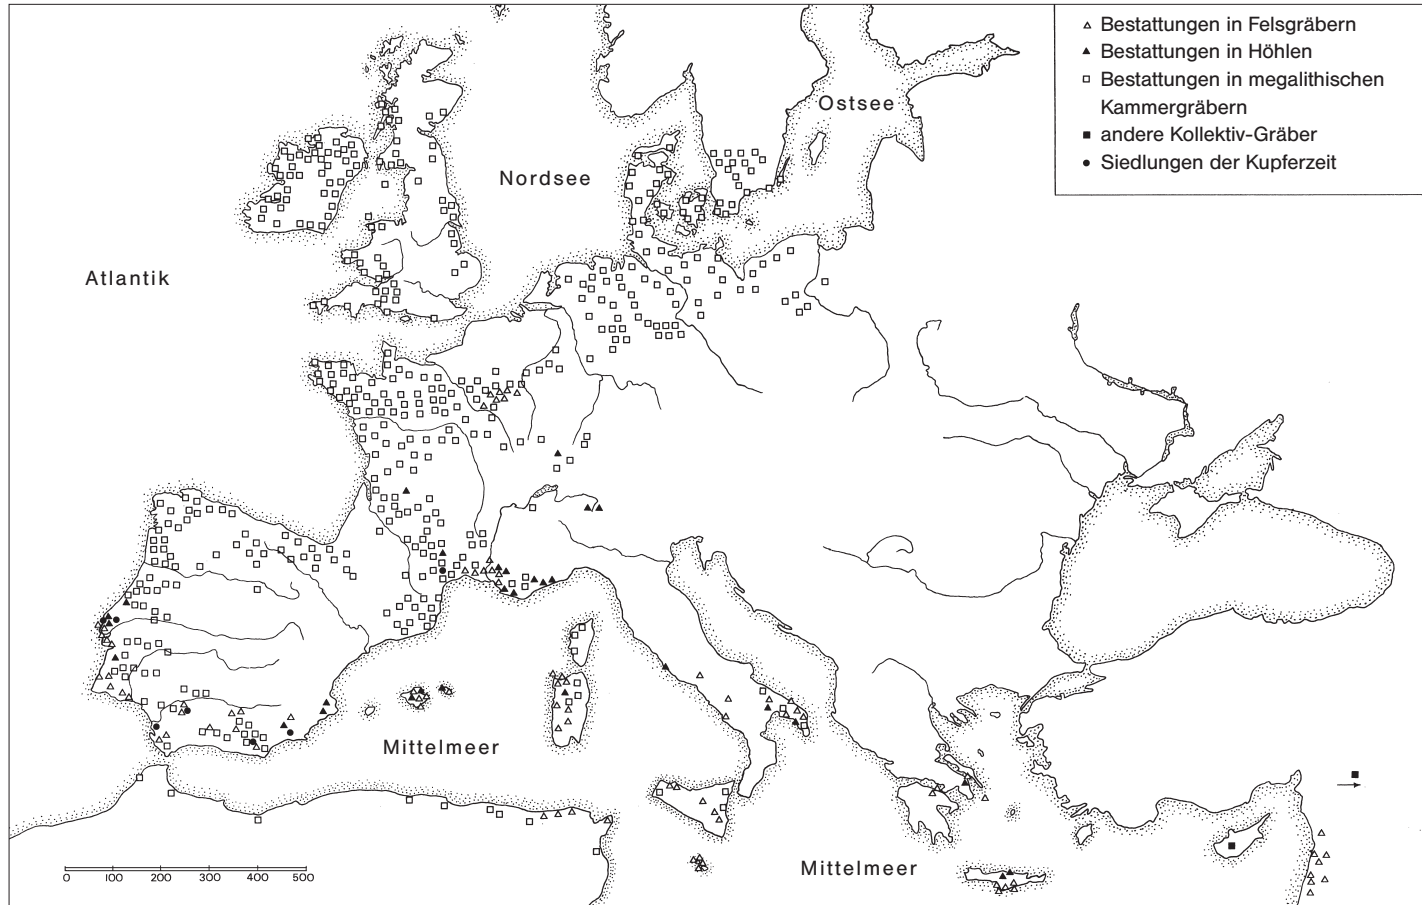 Bestattungen in Felsgräbern
Bestattungen in Höhlen
Bestattungen in megalithischen
Kammergräbern
andere Kollektiv-Gräber
Siedlungen der Kupferzeit
Ostsee
Nordsee
Atlantik
Mittelmeer
Mittelmeer
0 100 200 300 400 500